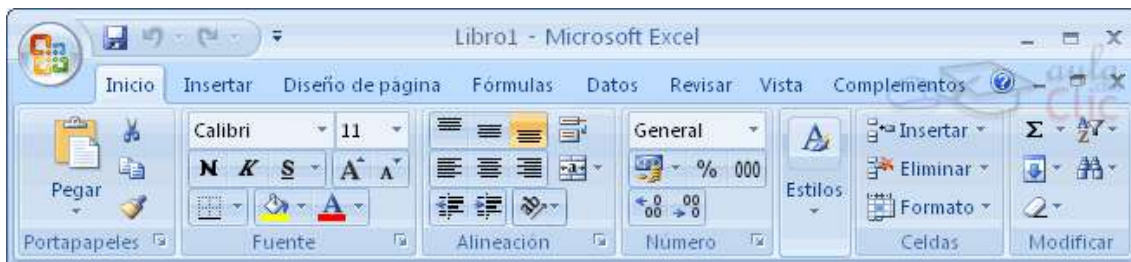 Libro1 - Microsoft Excel
Inicio Insertar Diseño de página Fórmulas Datos Revisar Vista Complementos
aula Clic
Calibri 11 General Insertar Σ
N K S A A % 000 Eliminar
Pegar Estilos Formato
Portapapeles Fuente Alineación Número Celdas Modificar